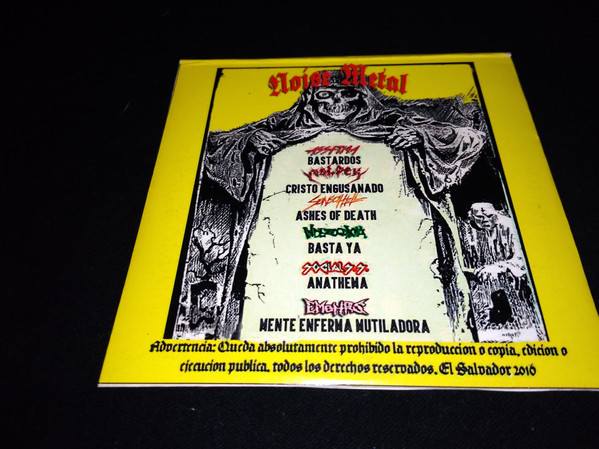 Noise Metal
BASTARDOS
CRISTO ENGUSANADO
ASHES OF DEATH
BASTA YA
ANATHEMA
MENTE ENFERMA MUTILADORA
Advertencia: Queda absolutamente prohibido la reproduccion o copia, edicion o
ejecucion publica. todos los derechos reservados. El Salvador 2016